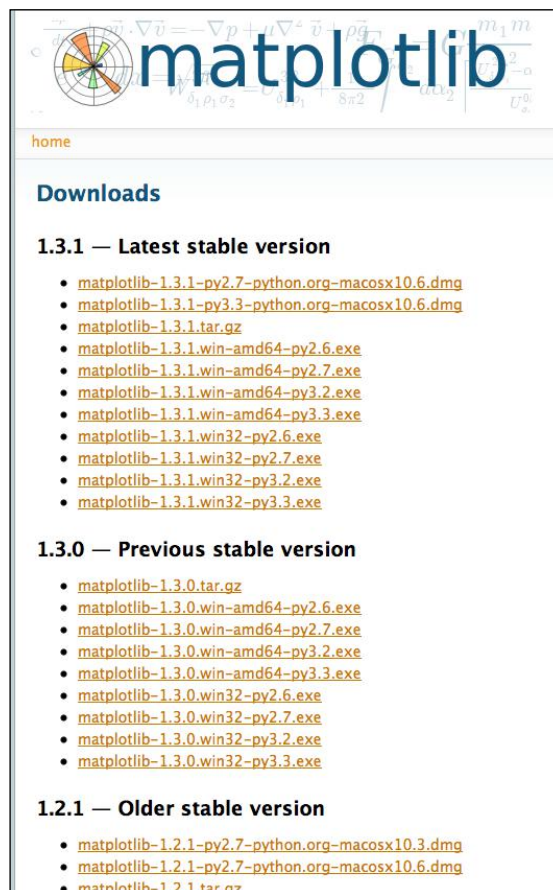 matplotlib
home
Downloads
1.3.1 — Latest stable version
matplotlib-1.3.1-py2.7-python.org-macosx10.6.dmg
matplotlib-1.3.1-py3.3-python.org-macosx10.6.dmg
matplotlib-1.3.1.tar.gz
matplotlib-1.3.1.win-amd64-py2.6.exe
matplotlib-1.3.1.win-amd64-py2.7.exe
matplotlib-1.3.1.win-amd64-py3.2.exe
matplotlib-1.3.1.win-amd64-py3.3.exe
matplotlib-1.3.1.win32-py2.6.exe
matplotlib-1.3.1.win32-py2.7.exe
matplotlib-1.3.1.win32-py3.2.exe
matplotlib-1.3.1.win32-py3.3.exe
1.3.0 — Previous stable version
matplotlib-1.3.0.tar.gz
matplotlib-1.3.0.win-amd64-py2.6.exe
matplotlib-1.3.0.win-amd64-py2.7.exe
matplotlib-1.3.0.win-amd64-py3.2.exe
matplotlib-1.3.0.win-amd64-py3.3.exe
matplotlib-1.3.0.win32-py2.6.exe
matplotlib-1.3.0.win32-py2.7.exe
matplotlib-1.3.0.win32-py3.2.exe
matplotlib-1.3.0.win32-py3.3.exe
1.2.1 — Older stable version
matplotlib-1.2.1-py2.7-python.org-macosx10.3.dmg
matplotlib-1.2.1-py2.7-python.org-macosx10.6.dmg
matplotlib-1.2.1.tar.gz